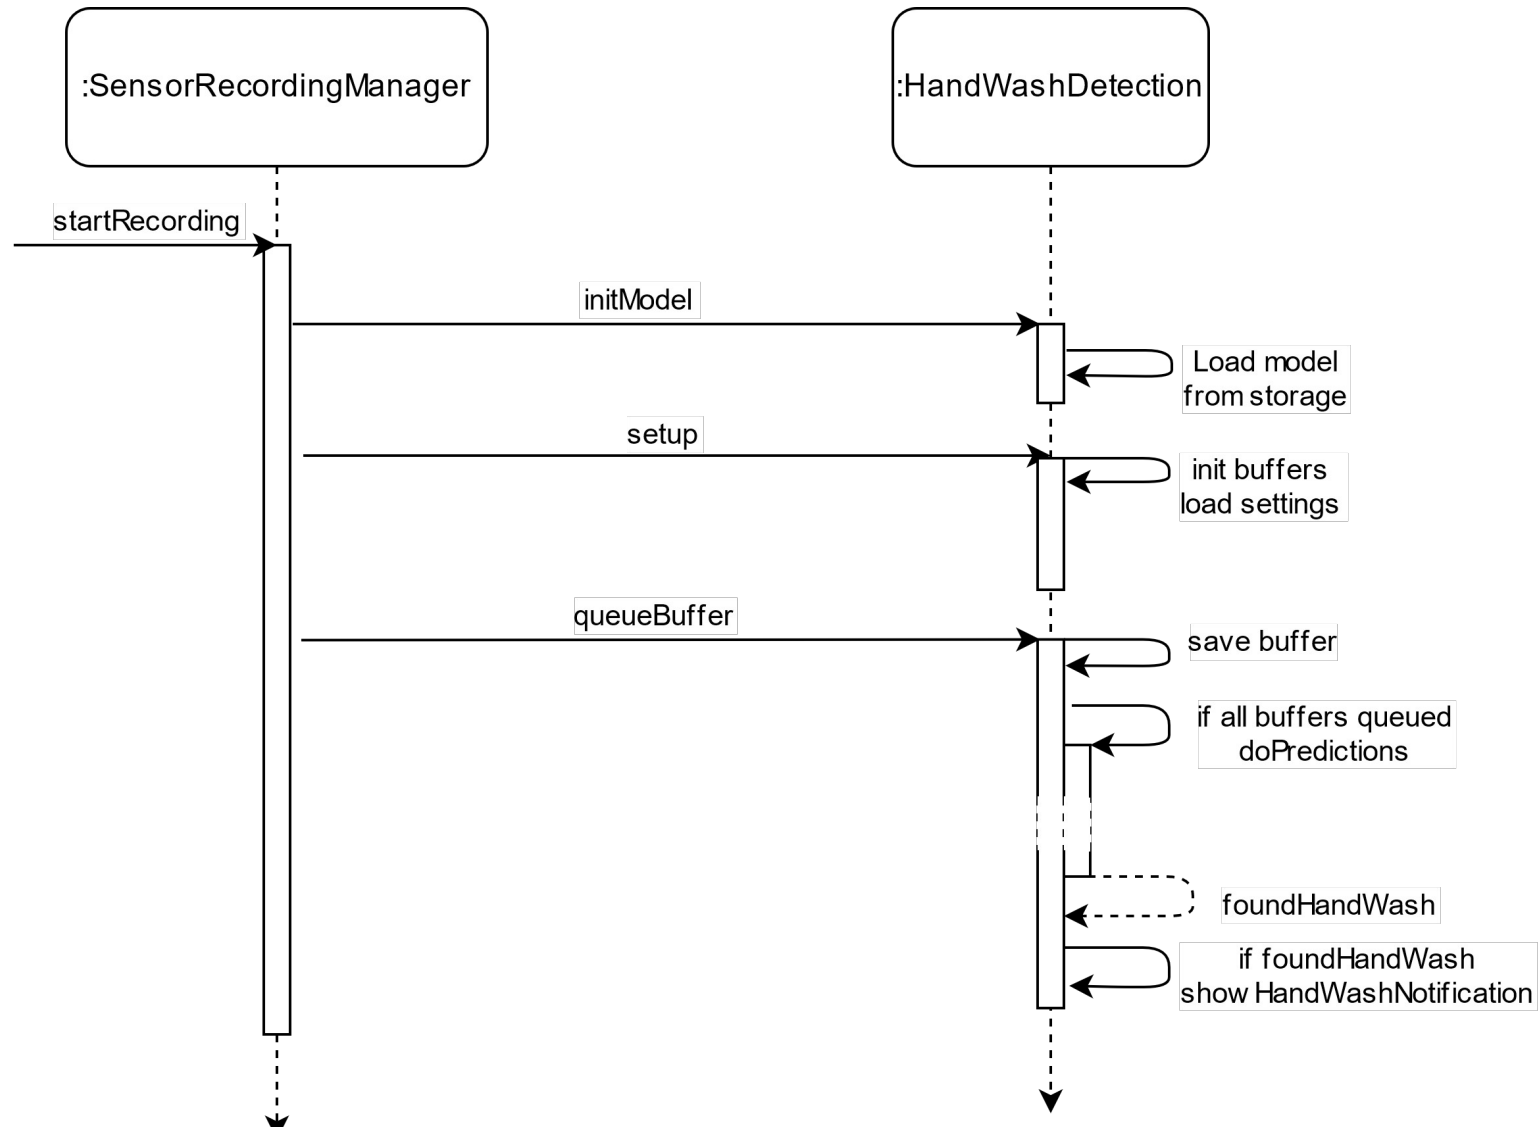 :SensorRecordingManager
:HandWashDetection
startRecording
initModel
Load model
from storage
setup
init buffers
load settings
queueBuffer
save buffer
if all buffers queued
doPredictions
foundHandWash
if foundHandWash
show HandWashNotification